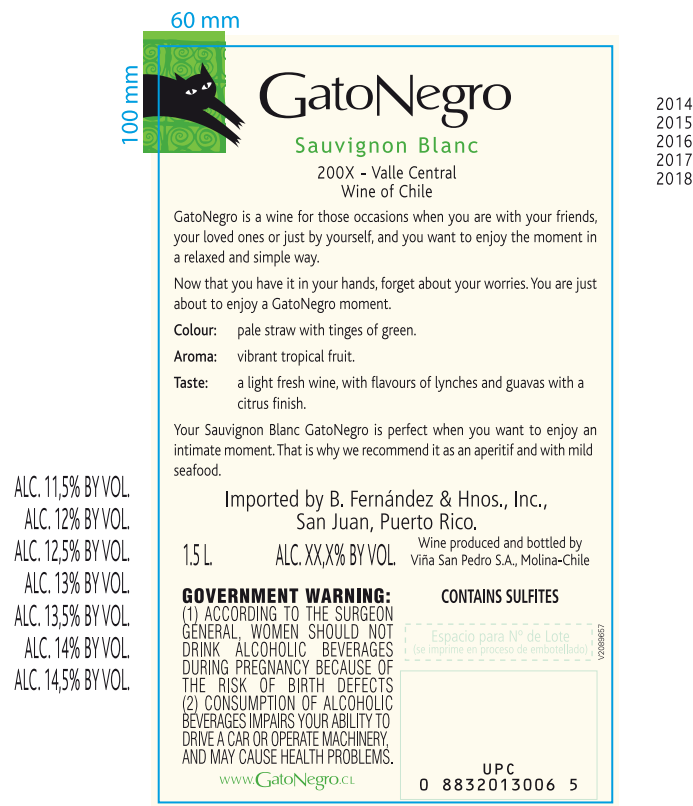 60 mm
100 mm
GatoNegro
Sauvignon Blanc
200X - Valle Central
Wine of Chile
2014
2015
2016
2017
2018
GatoNegro is a wine for those occasions when you are with your friends,
your loved ones or just by yourself, and you want to enjoy the moment in
a relaxed and simple way.
Now that you have it in your hands, forget about your worries. You are just
about to enjoy a GatoNegro moment.
Colour: pale straw with tinges of green.
Aroma: vibrant tropical fruit.
Taste: a light fresh wine, with flavours of lynches and guavas with a
citrus finish.
Your Sauvignon Blanc GatoNegro is perfect when you want to enjoy an
intimate moment. That is why we recommend it as an aperitif and with mild
seafood.
ALC. 11,5% BY VOL.
ALC. 12% BY VOL.
ALC. 12,5% BY VOL.
ALC. 13% BY VOL.
ALC. 13,5% BY VOL.
ALC. 14% BY VOL.
ALC. 14,5% BY VOL.
Imported by B. Fernández & Hnos., Inc.,
San Juan, Puerto Rico.
1.5 L. ALC. XX,X% BY VOL.
Wine produced and bottled by
Viña San Pedro S.A., Molina-Chile
GOVERNMENT WARNING:
(1) ACCORDING TO THE SURGEON
GENERAL, WOMEN SHOULD NOT
DRINK ALCOHOLIC BEVERAGES
DURING PREGNANCY BECAUSE OF
THE RISK OF BIRTH DEFECTS
(2) CONSUMPTION OF ALCOHOLIC
BEVERAGES IMPAIRS YOUR ABILITY TO
DRIVE A CAR OR OPERATE MACHINERY,
AND MAY CAUSE HEALTH PROBLEMS.
www.GatoNegro.cl
CONTAINS SULFITES
Espacio para Nº de Lote
(se imprime en proceso de embotellado)
V2089657
UPC
0 8832013006 5